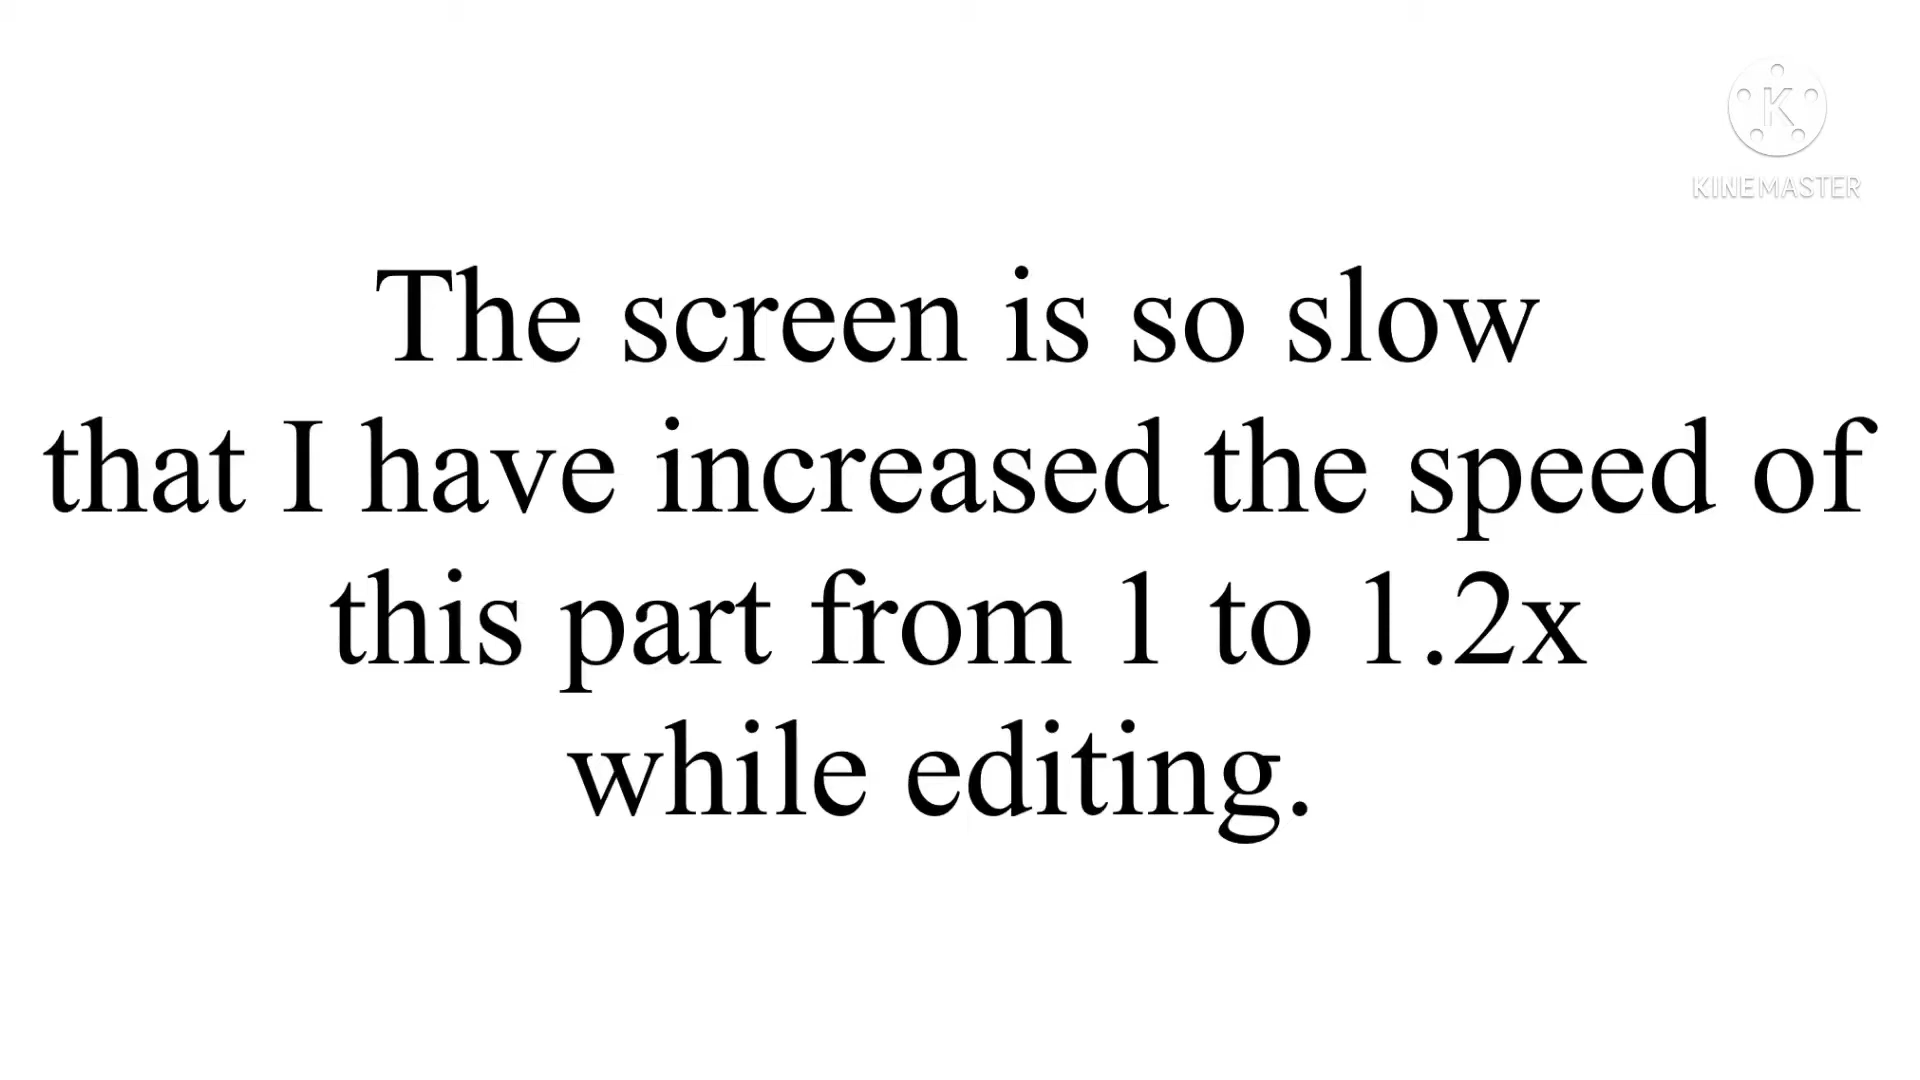 K
KINEMASTER
The screen is so slow
that I have increased the speed of
this part from 1 to 1.2x
while editing.